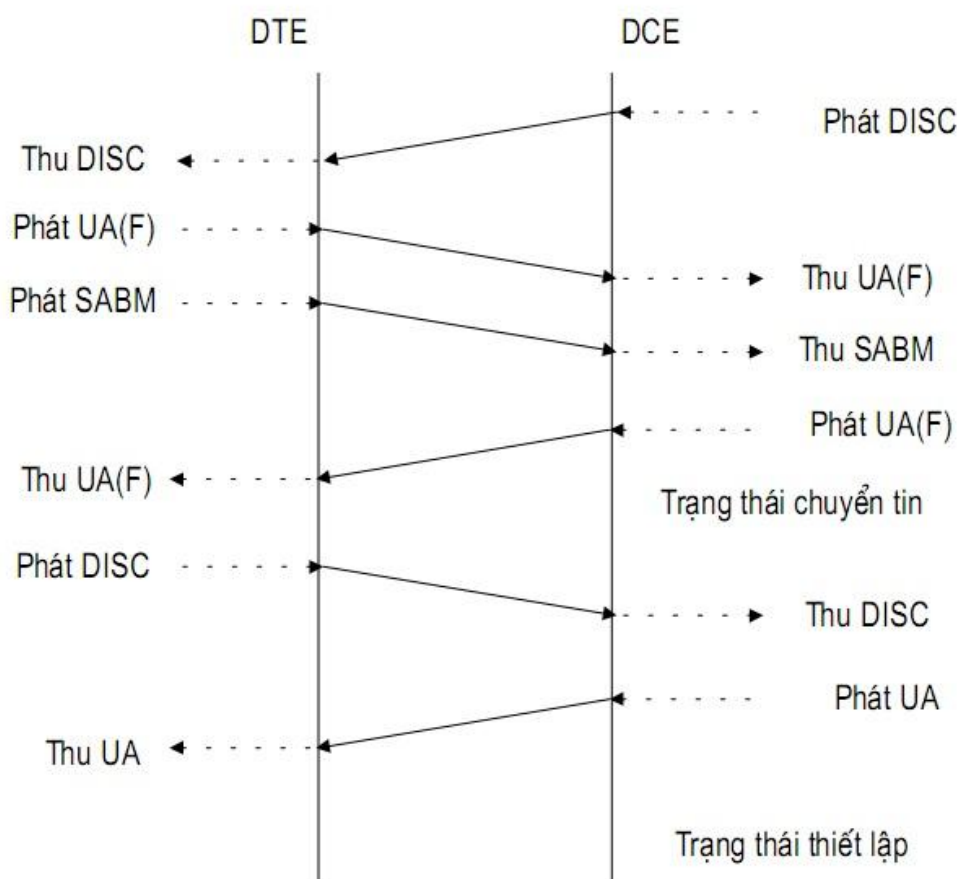 DTE
DCE
Phát DISC
Thu DISC
Phát UA(F)
Thu UA(F)
Phát SABM
Thu SABM
Phát UA(F)
Thu UA(F)
Trạng thái chuyển tin
Phát DISC
Thu DISC
Phát UA
Thu UA
Trạng thái thiết lập